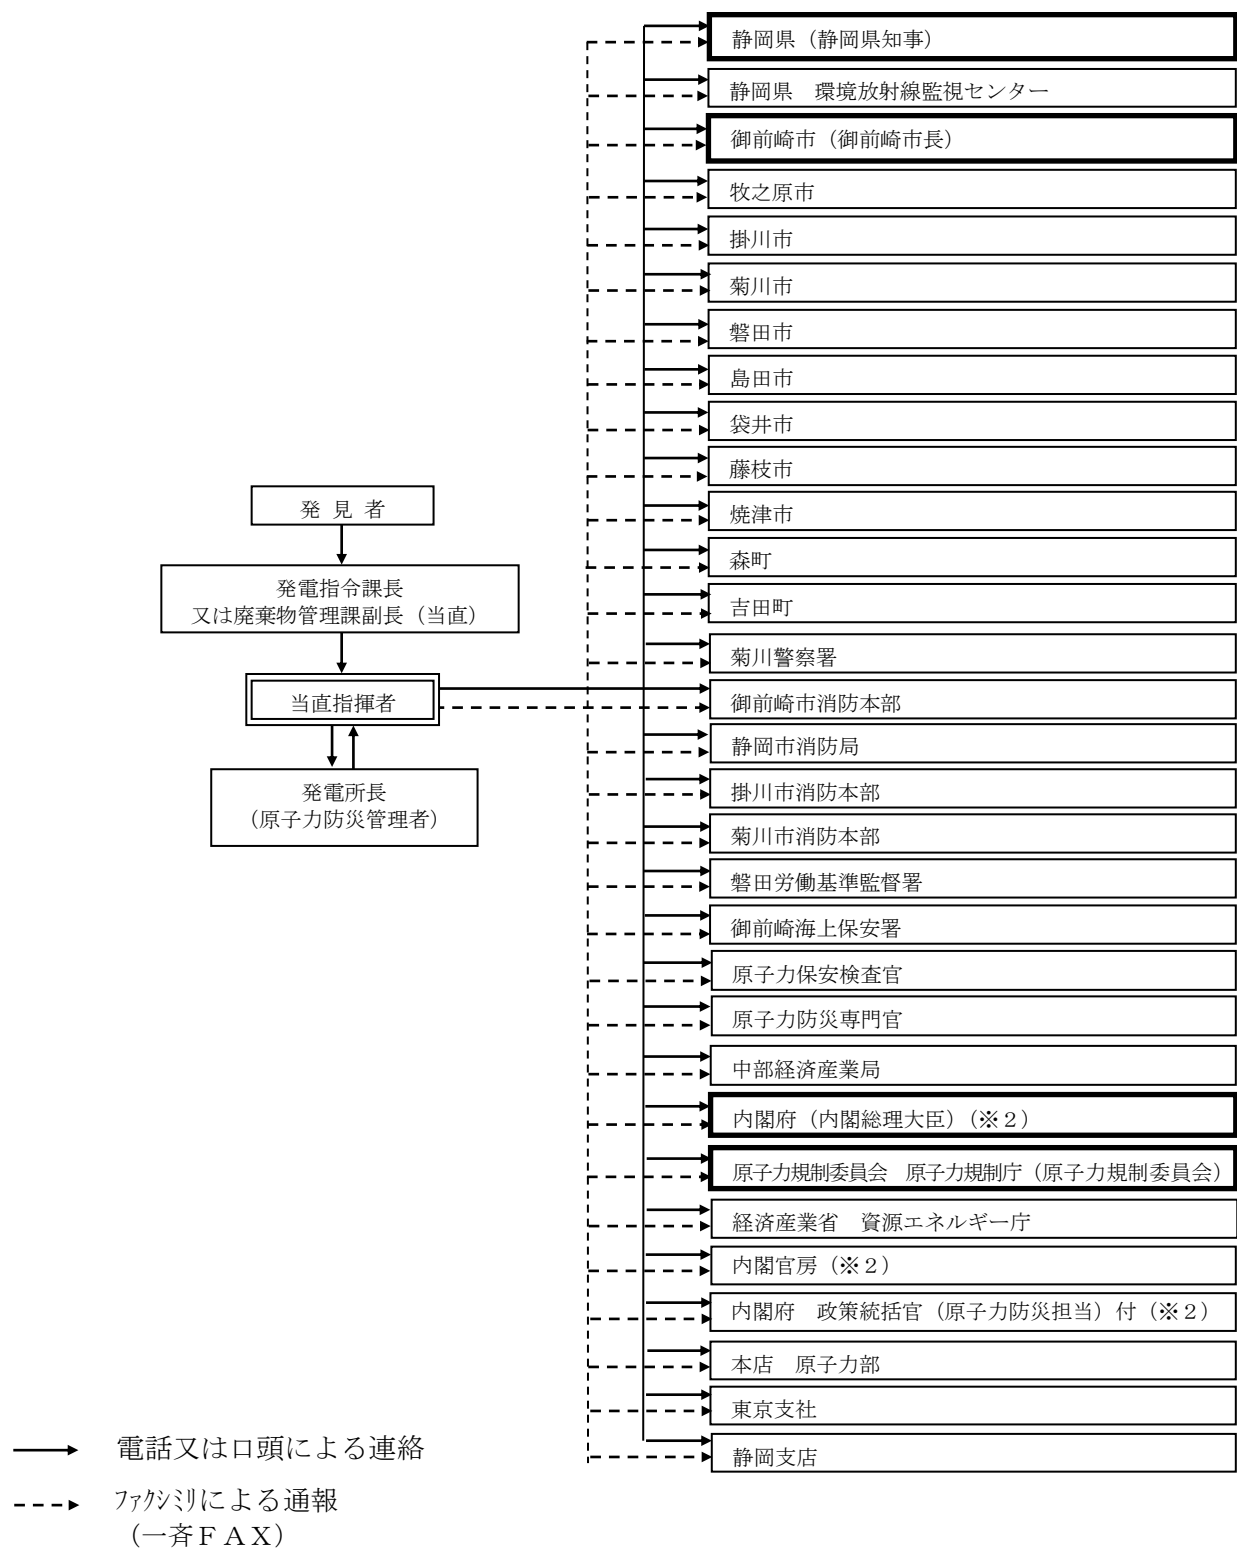 静岡県（静岡県知事）
静岡県　環境放射線監視センター
御前崎市（御前崎市長）
牧之原市
掛川市
菊川市
磐田市
島田市
袋井市
藤枝市
焼津市
森町
吉田町
菊川警察署
御前崎市消防本部
静岡市消防局
掛川市消防本部
菊川市消防本部
磐田労働基準監督署
御前崎海上保安署
原子力保安検査官
原子力防災専門官
中部経済産業局
内閣府（内閣総理大臣）（※２）
原子力規制委員会　原子力規制庁（原子力規制委員会）
経済産業省　資源エネルギー庁
内閣官房（※２）
内閣府　政策統括官（原子力防災担当）付（※２）
本店　原子力部
東京支社
静岡支店
発 見 者
発電指令課長
又は廃棄物管理課副長（当直）
当直指揮者
発電所長
（原子力防災管理者）
電話又は口頭による連絡
ﾌｧｸｼﾐﾘによる通報
（一斉ＦＡＸ）